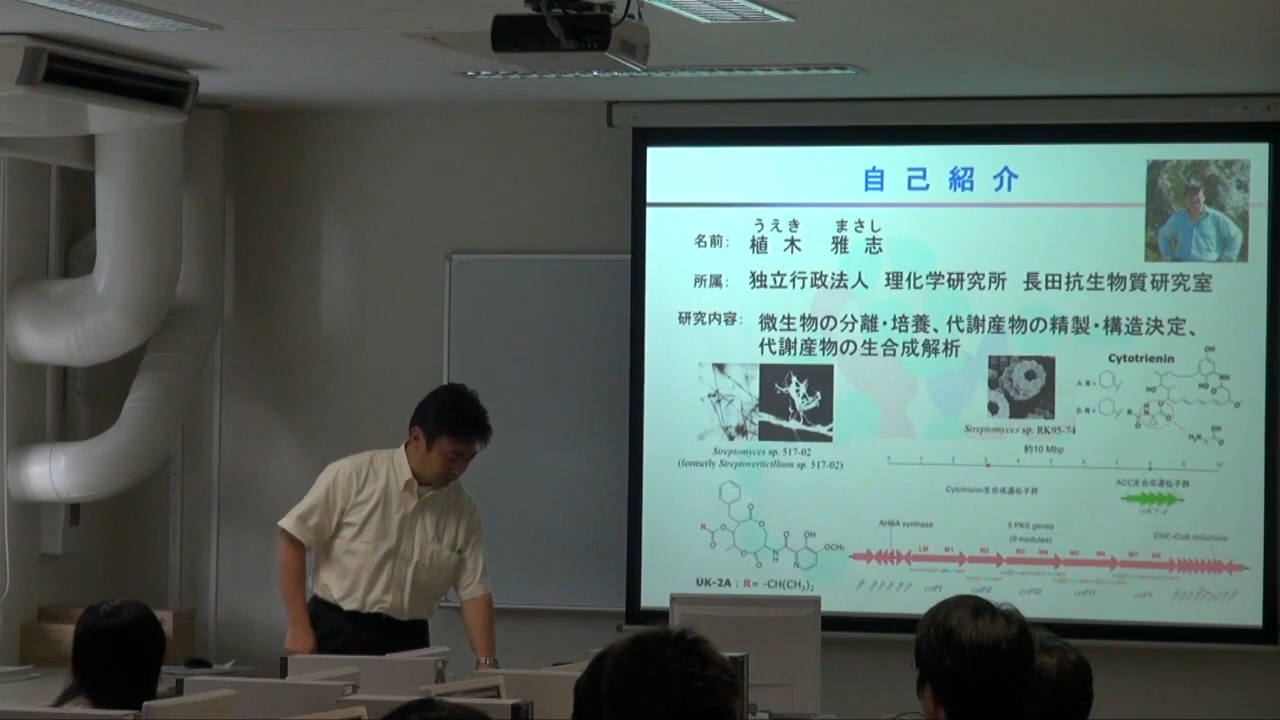 自己紹介
うえき まさし
名前: 植木 雅志
所属: 独立行政法人 理化学研究所 長田抗生物質研究室
研究内容: 微生物の分離・培養、代謝産物の精製・構造決定、
代謝産物の生合成解析
Cytotrienin
Streptomyces sp. 517-02
(formerly Streptoverticillium sp. 517-02)
Streptomyces sp. RK95-74
約10 Mbp
Cytotrienin生合成遺伝子群
ACC生合成遺伝子群
AHBA synthase
5 PKS genes
(9 modules)
CHC-CoA reductase
LM M1 M2 M3 M4 M7
UK-2A : R= -CH(CH3)2